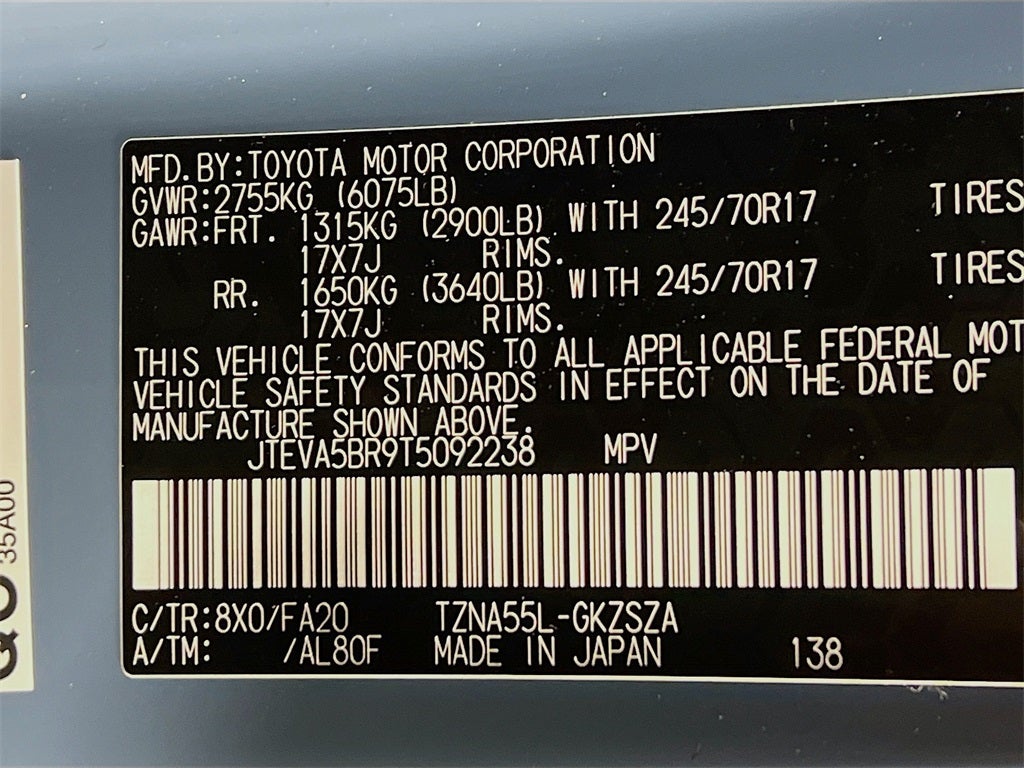 MFD.BY:TOYOTA MOTOR CORPORATION
GVWR:2755KG (6075LB)
GAWR:FRT. 1315KG (2900LB) WITH 245/70R17 TIRES
17X7J RIMS.
RR. 1650KG (3640LB) WITH 245/70R17 TIRES
17X7J RIMS.
THIS VEHICLE CONFORMS TO ALL APPLICABLE FEDERAL MOT
VEHICLE SAFETY STANDARDS IN EFFECT ON THE DATE OF
MANUFACTURE SHOWN ABOVE.
JTEVA5BR9T5092238 MPV
C/TR:8X0/FA20 TZNA55L-GKZSZA
A/TM: /AL80F MADE IN JAPAN 138
35A00